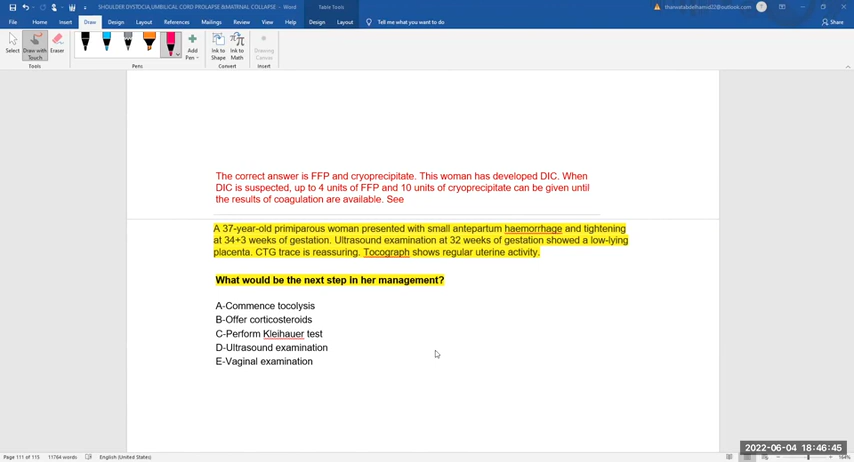 SHOULDER DYSTOCIA,UMBILICAL CORD PROLAPSE &MATENAL COLLAPSE - Word
Table Tools
tharwatabdelhamid22@outlook.com
File Home Insert Draw Design Layout References Mailings Review View Help Design Layout Tell me what you want to do Share
Select
Draw with Touch
Eraser
Add Pen
Ink to Shape
Ink to Math
Drawing Canvas
Tools Pens Convert Insert
The correct answer is FFP and cryoprecipitate. This woman has developed DIC. When
DIC is suspected, up to 4 units of FFP and 10 units of cryoprecipitate can be given until
the results of coagulation are available. See
A 37-year-old primiparous woman presented with small antepartum haemorrhage and tightening
at 34+3 weeks of gestation. Ultrasound examination at 32 weeks of gestation showed a low-lying
placenta. CTG trace is reassuring. Tocograph shows regular uterine activity.
What would be the next step in her management?
A-Commence tocolysis
B-Offer corticosteroids
C-Perform Kleihauer test
D-Ultrasound examination
E-Vaginal examination
2022-06-04 18:46:45
Page 111 of 115 11764 words English (United States) 164%